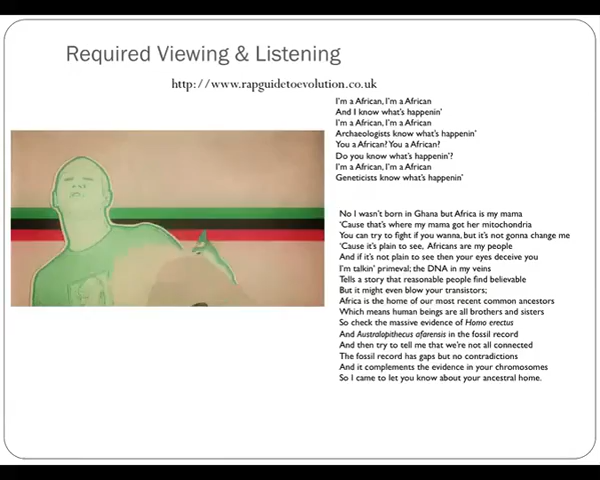 Required Viewing & Listening
http://www.rapguidetoevolution.co.uk
I'm a African, I'm a African
And I know what's happenin'
I'm a African, I'm a African
Archaeologists know what's happenin'
You a African? You a African?
Do you know what's happenin'?
I'm a African, I'm a African
Geneticists know what's happenin'
No I wasn't born in Ghana but Africa is my mama
'Cause that's where my mama got her mitochondria
You can try to fight if you wanna, but it's not gonna change me
'Cause it's plain to see, Africans are my people
And if it's not plain to see then your eyes deceive you
I'm talkin' primeval; the DNA in my veins
Tells a story that reasonable people find believable
But it might even blow your transistors;
Africa is the home of our most recent common ancestors
Which means human beings are all brothers and sisters
So check the massive evidence of Homo erectus
And Australopithecus afarensis in the fossil record
And then try to tell me that we're not all connected
The fossil record has gaps but no contradictions
And it complements the evidence in your chromosomes
So I came to let you know about your ancestral home.